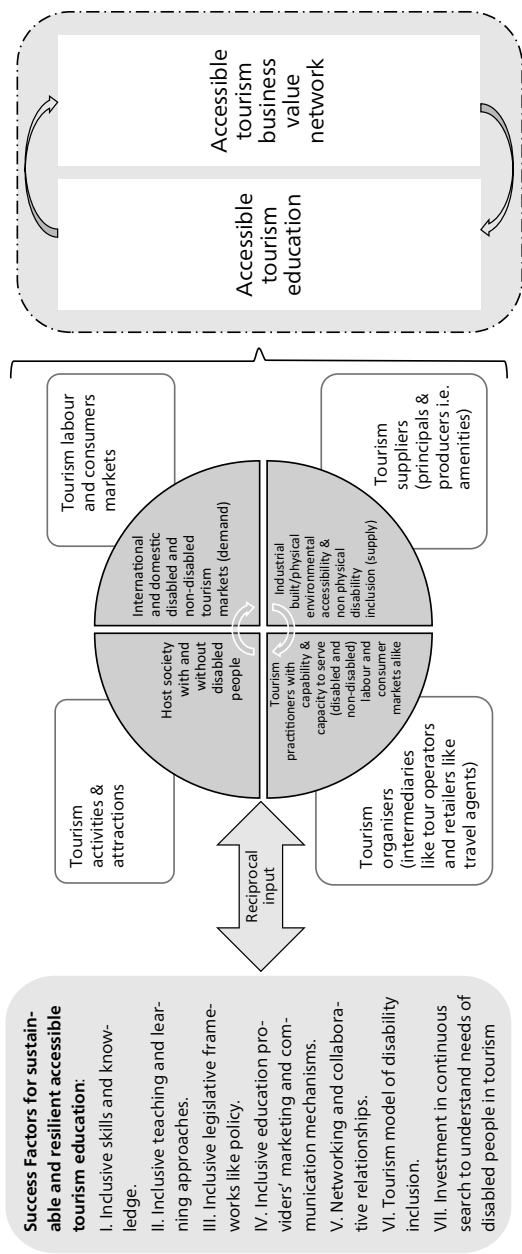 Success Factors for sustain-
able and resilient accessible
tourism education:
I. Inclusive skills and know-
ledge.
II. Inclusive teaching and lear-
ning approaches.
III. Inclusive legislative frame-
works like policy.
IV. Inclusive education pro-
viders’ marketing and com-
munication mechanisms.
V. Networking and collabora-
tive relationships.
VI. Tourism model of disability
inclusion.
VII. Investment in continuous
search to understand needs of
disabled people in tourism
Reciprocal
input
Tourism
activities &
attractions
Host society
with and
without
disabled
people
International
and domestic
disabled and
non-disabled
tourism
markets (demand)
Tourism labour
and consumers
markets
Tourism
organisers
(intermediaries
like tour operators
and retailers like
travel agents)
Tourism
practitioners with
capability &
capacity to serve
(disabled and
non-disabled)
labour and
consumer
markets alike
Industrial
built/physical
environmental
accessibility &
non physical
disability
inclusion (supply)
Tourism
suppliers
(principals &
producers i.e.
amenities)
Accessible
tourism
education
Accessible
tourism
business
value
network